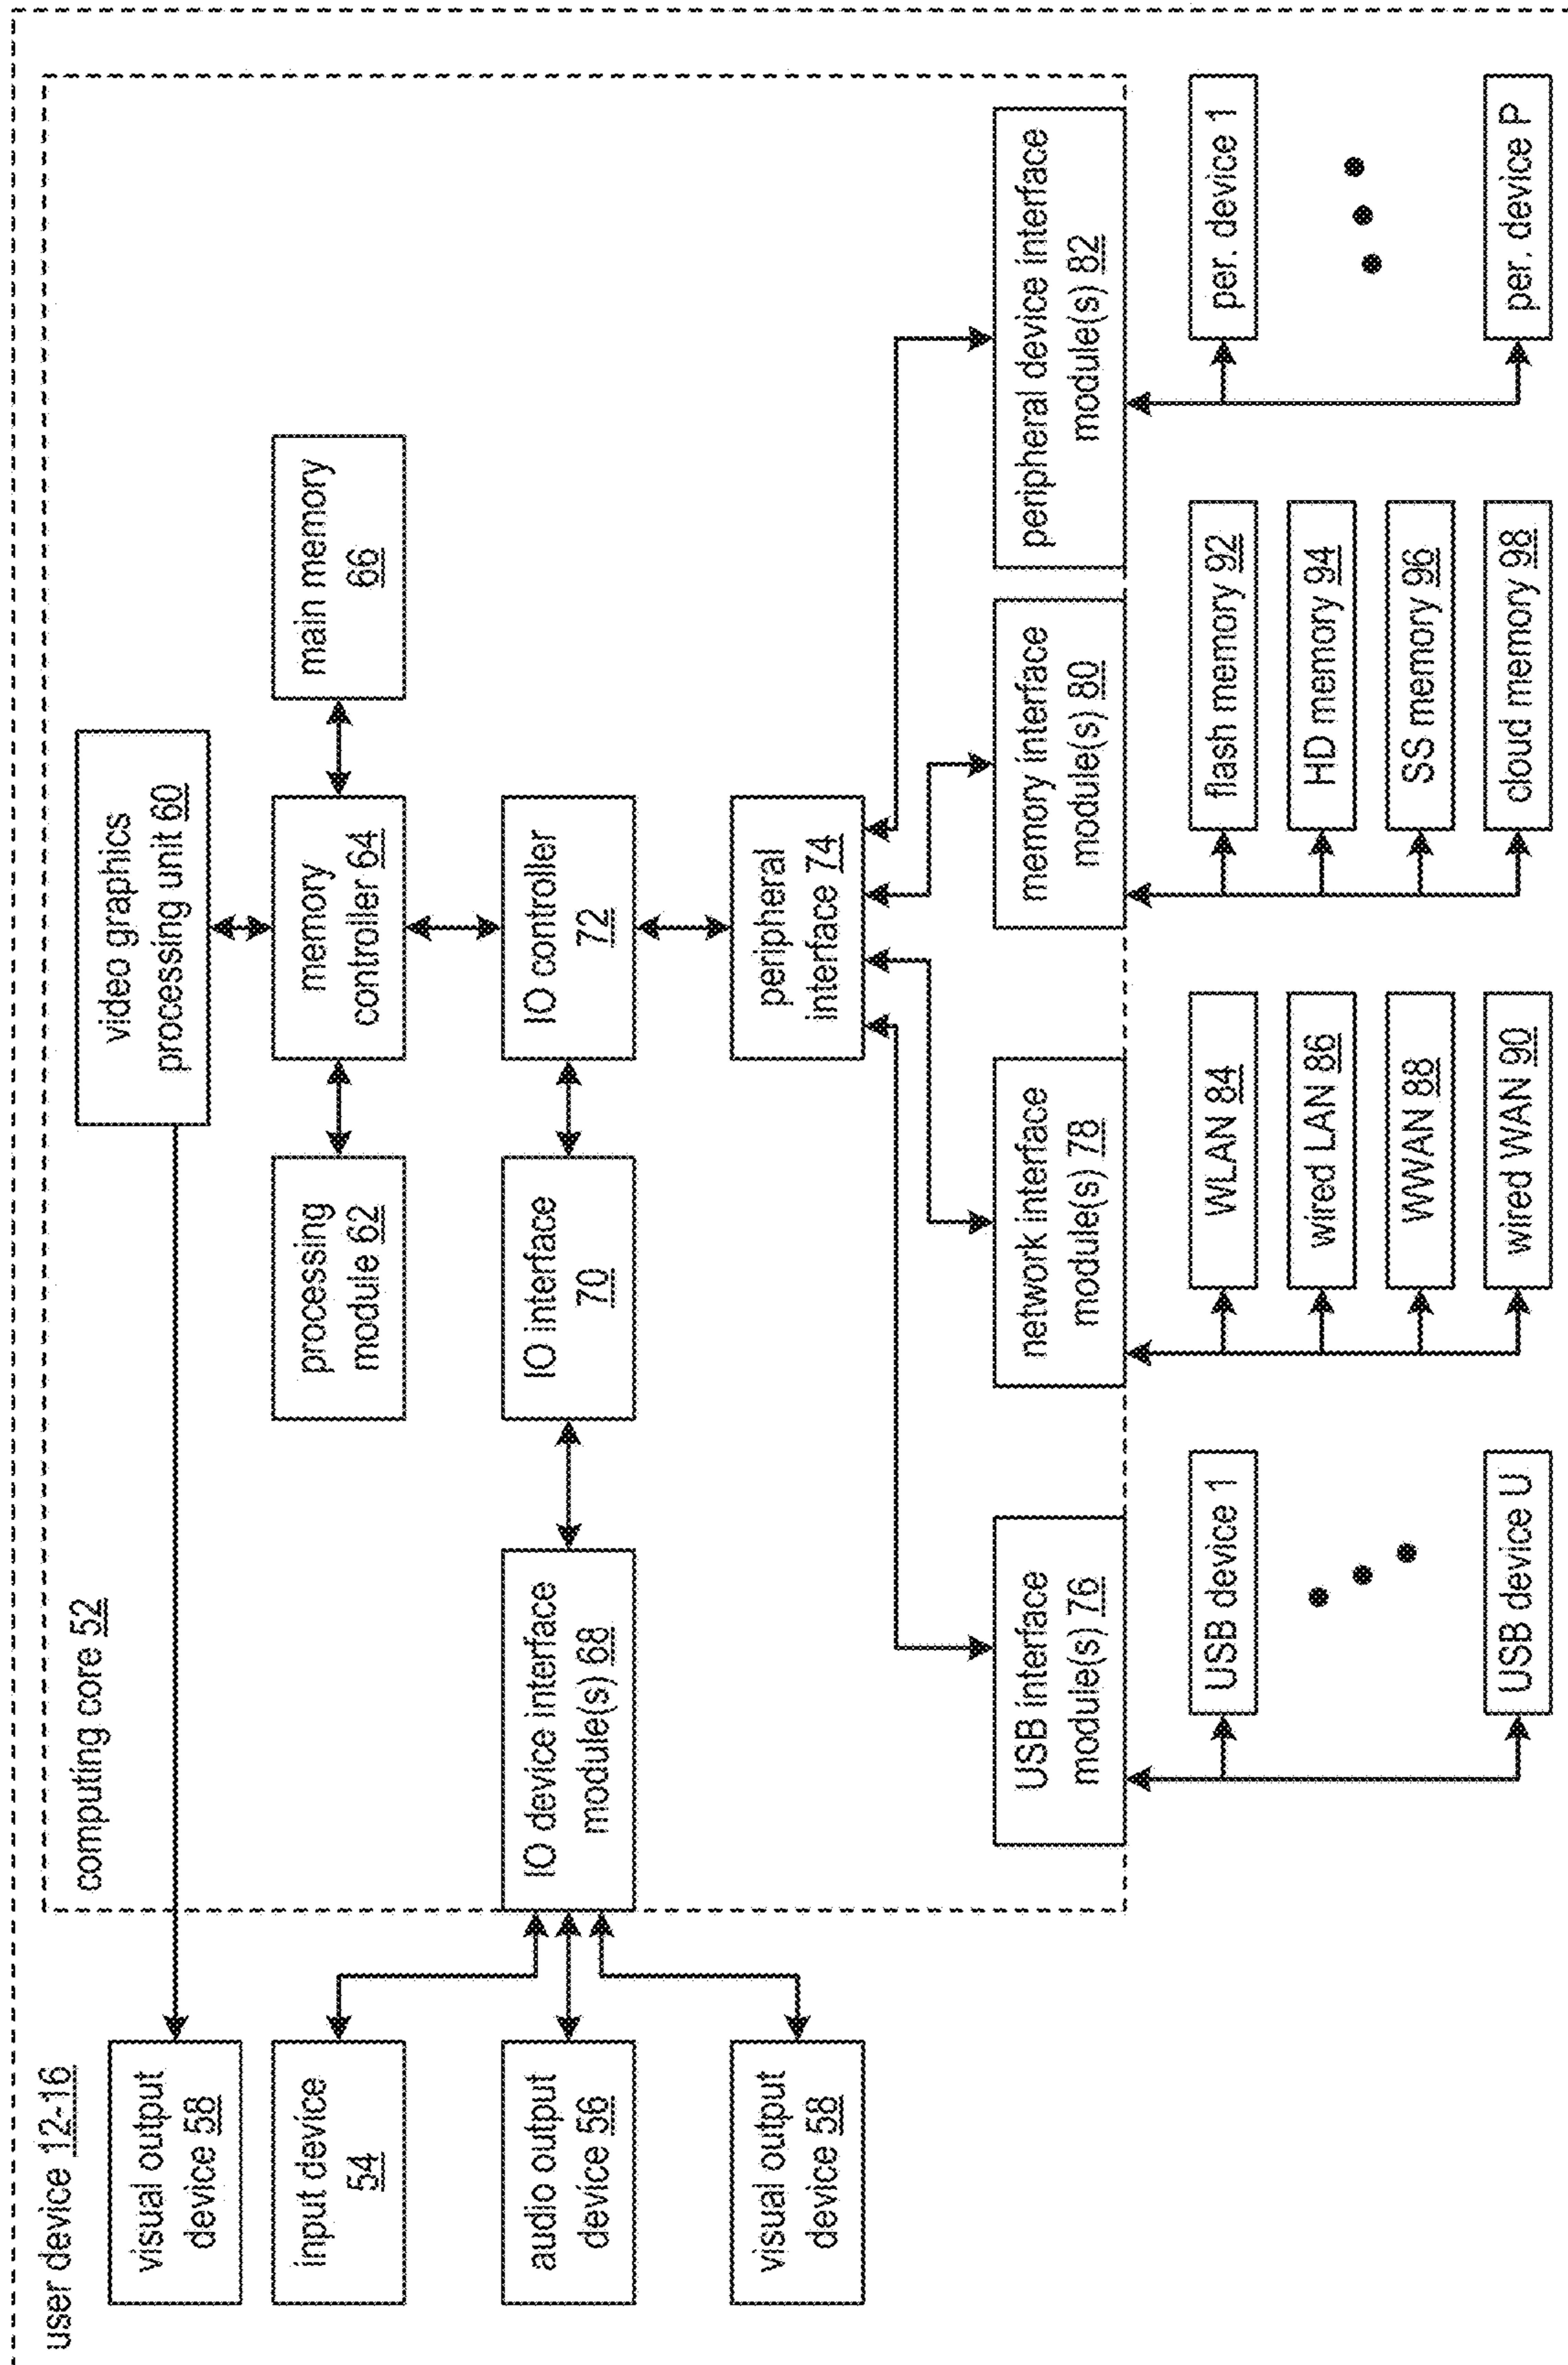 user device 12-16
computing core 52
visual output
device 58
video graphics
processing unit 60
input device
54
processing
module 62
memory
controller 64
main memory
66
audio output
device 56
IO device interface
module(s) 68
IO interface
70
IO controller
72
visual output
device 58
peripheral
interface 74
USB interface
module(s) 76
network interface
module(s) 78
memory interface
module(s) 80
peripheral device interface
module(s) 82
USB device 1
USB device U
WLAN 84
wired LAN 86
WWAN 88
wired WAN 90
flash memory 92
HD memory 94
SS memory 96
cloud memory 98
per. device 1
per. device P